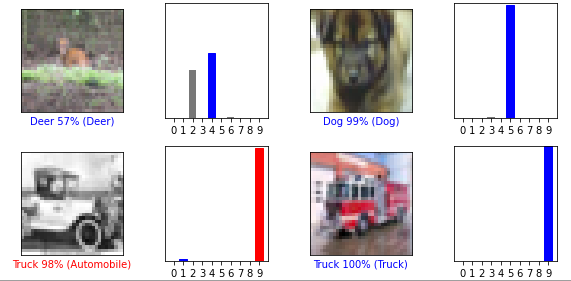 0 1 2 3 4 5 6 7 8 9
0 1 2 3 4 5 6 7 8 9
Deer 57% (Deer)
Dog 99% (Dog)
0 1 2 3 4 5 6 7 8 9
0 1 2 3 4 5 6 7 8 9
Truck 98% (Automobile)
Truck 100% (Truck)